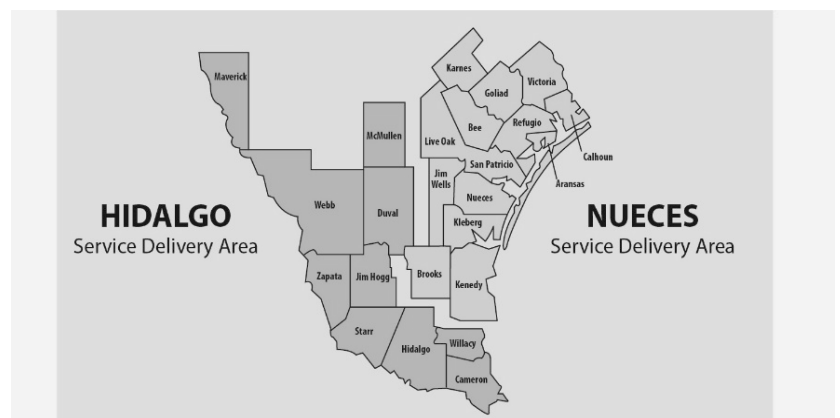 HIDALGO
Service Delivery Area
Maverick
McMullen
Webb
Duval
Zapata
Jim Hogg
Starr
Hidalgo
Willacy
Cameron
NUECES
Service Delivery Area
Karnes
Goliad
Victoria
Bee
Refugio
Live Oak
Calhoun
San Patricio
Aransas
Jim
Wells
Nueces
Kleberg
Brooks
Kenedy